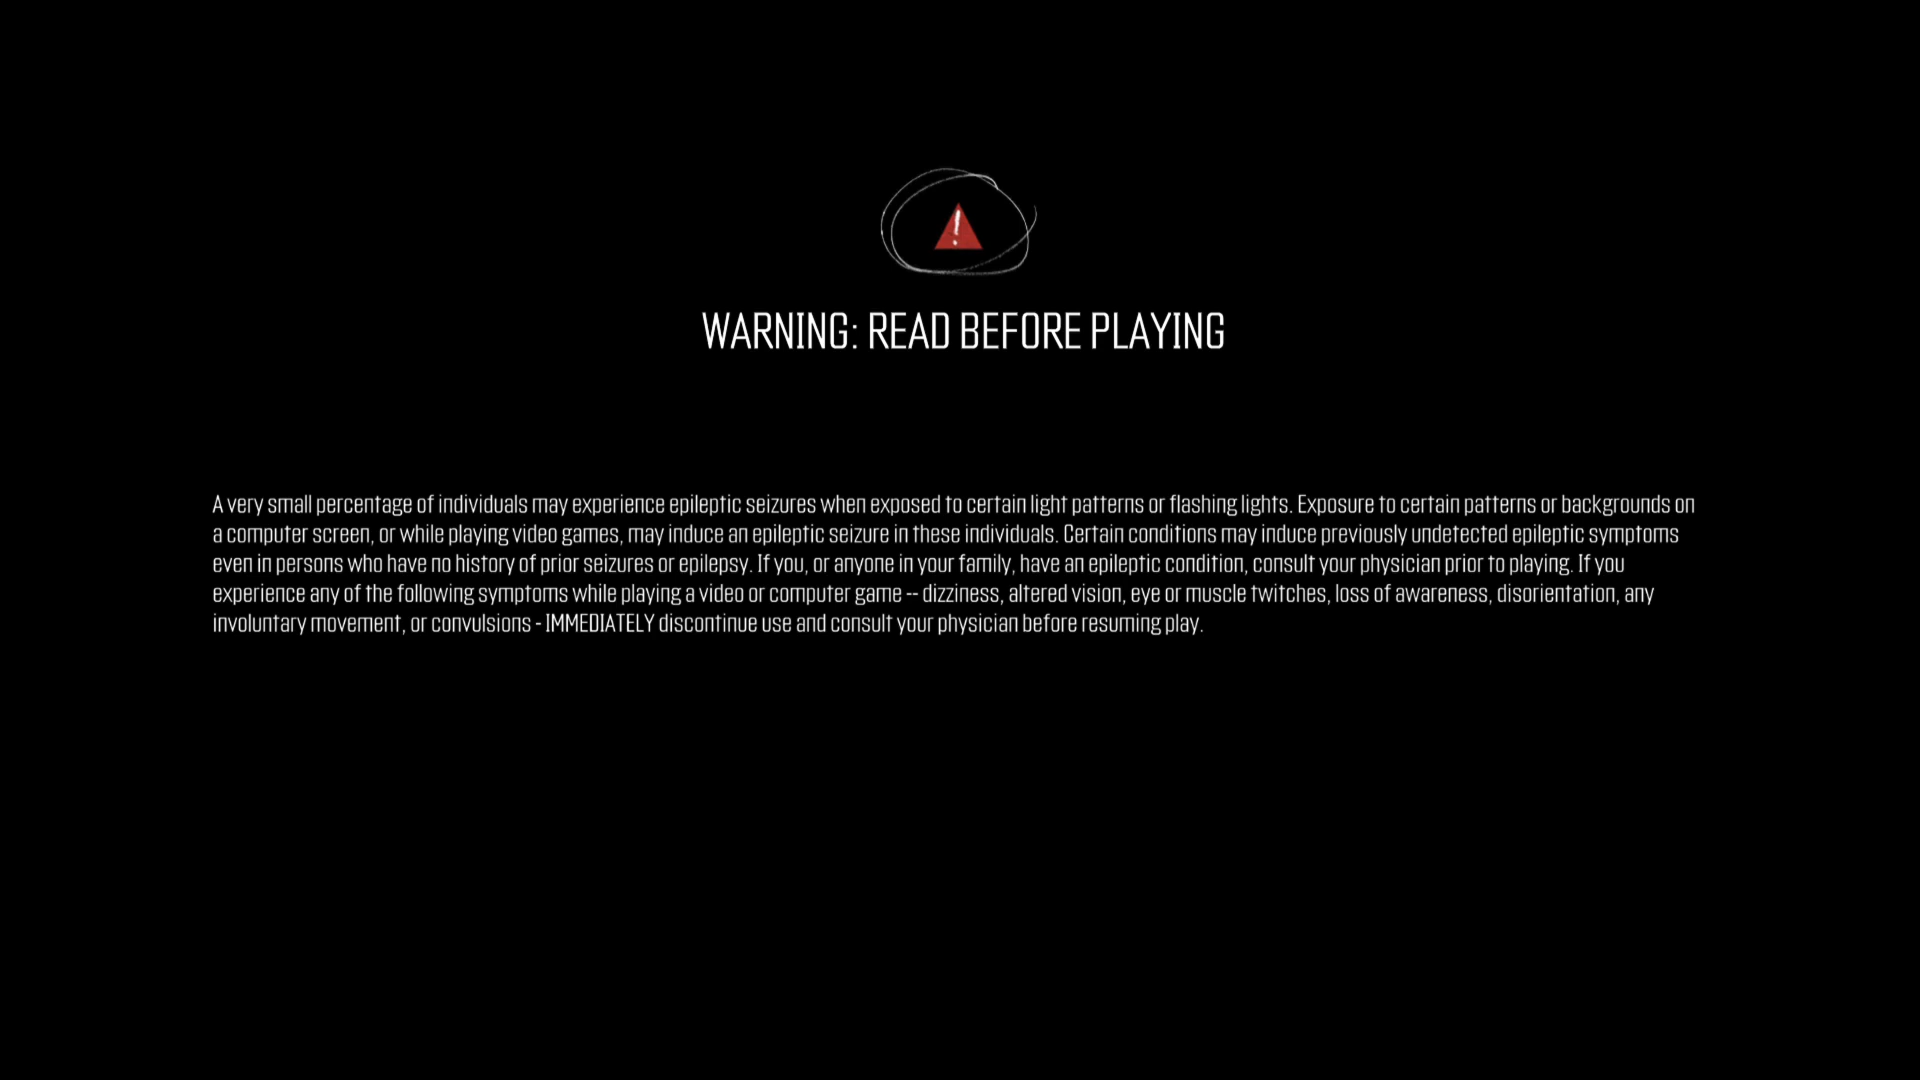 WARNING: READ BEFORE PLAYING
A very small percentage of individuals may experience epileptic seizures when exposed to certain light patterns or flashing lights. Exposure to certain patterns or backgrounds on
a computer screen, or while playing video games, may induce an epileptic seizure in these individuals. Certain conditions may induce previously undetected epileptic symptoms
even in persons who have no history of prior seizures or epilepsy. If you, or anyone in your family, have an epileptic condition, consult your physician prior to playing. If you
experience any of the following symptoms while playing a video or computer game -- dizziness, altered vision, eye or muscle twitches, loss of awareness, disorientation, any
involuntary movement, or convulsions - IMMEDIATELY discontinue use and consult your physician before resuming play.